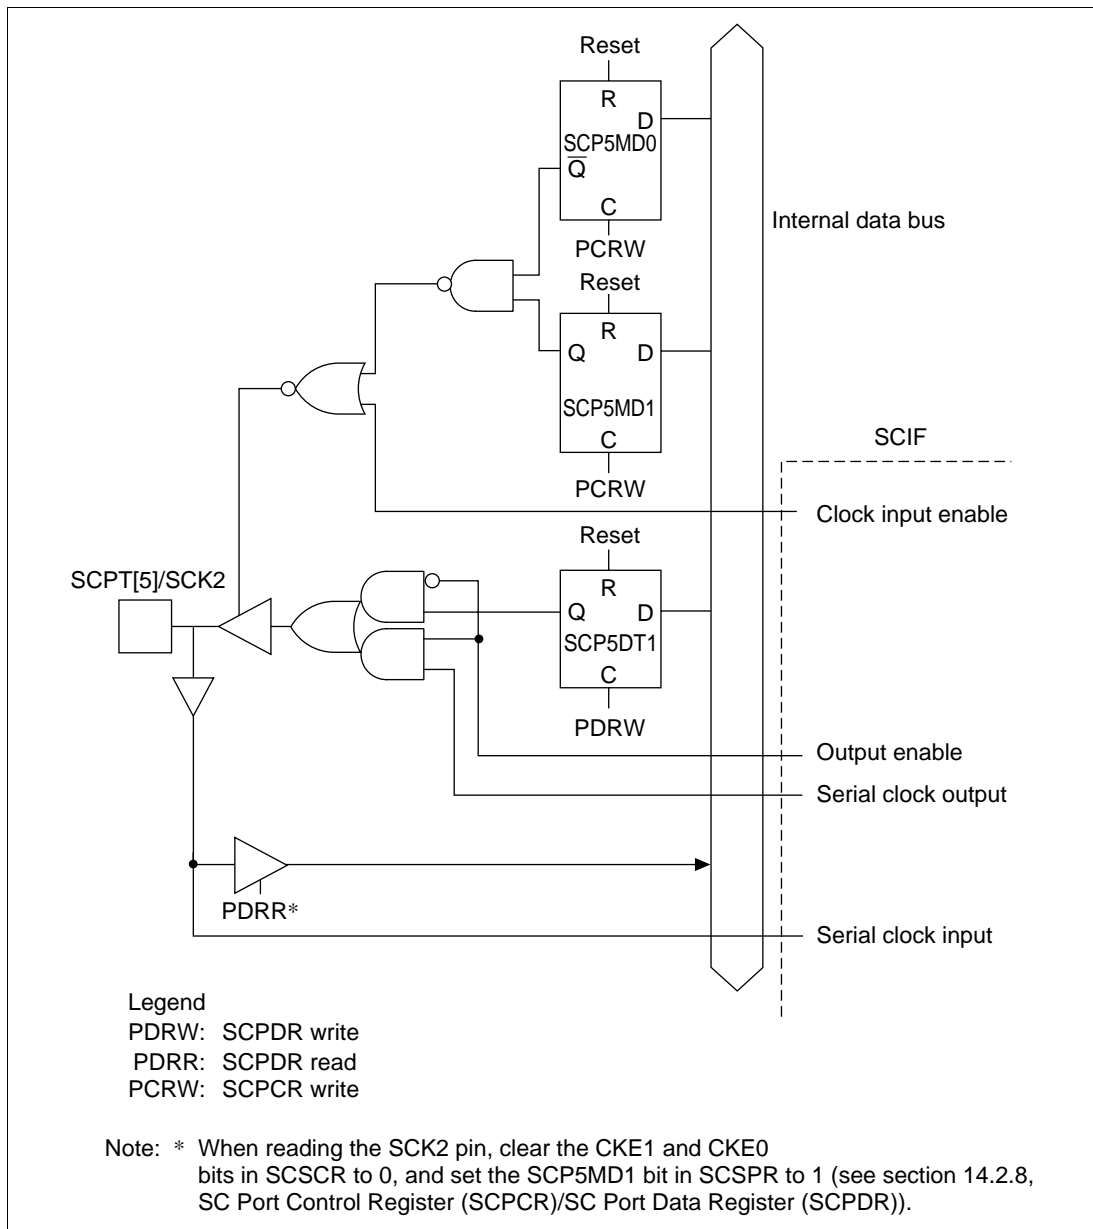 Reset
R
D
SCP5MD0
Q̅
C
PCRW
Internal data bus
Reset
R
Q D
SCP5MD1
C
PCRW
SCIF
Clock input enable
Reset
SCPT[5]/SCK2
R
Q D
SCP5DT1
C
PDRW
Output enable
Serial clock output
PDRR*
Serial clock input
Legend
PDRW: SCPDR write
PDRR: SCPDR read
PCRW: SCPCR write
Note: * When reading the SCK2 pin, clear the CKE1 and CKE0
bits in SCSCR to 0, and set the SCP5MD1 bit in SCSPR to 1 (see section 14.2.8,
SC Port Control Register (SCPCR)/SC Port Data Register (SCPDR)).